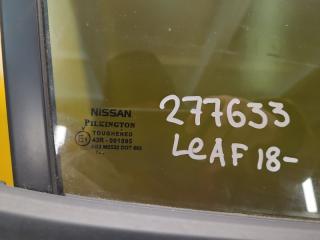 NISSAN
PILKINGTON
TOUGHENED
43R-001095
277633
LEAF 18-